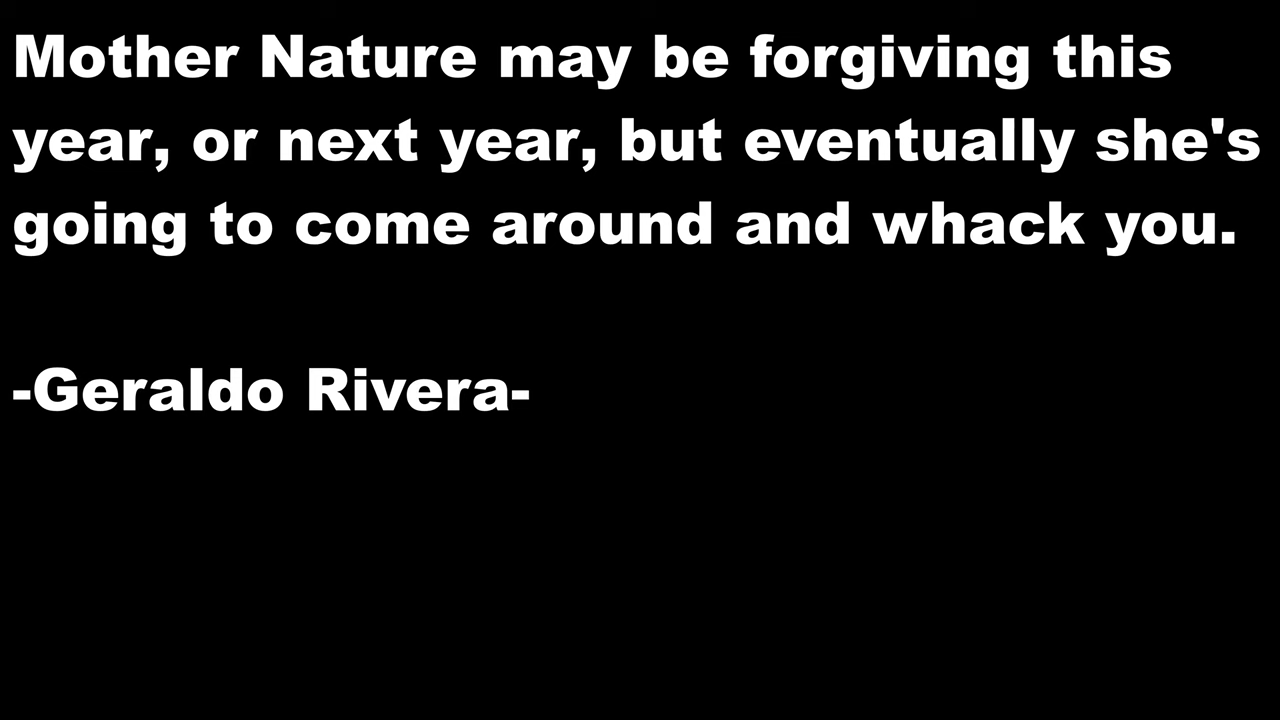 Mother Nature may be forgiving this
year, or next year, but eventually she's
going to come around and whack you.
-Geraldo Rivera-